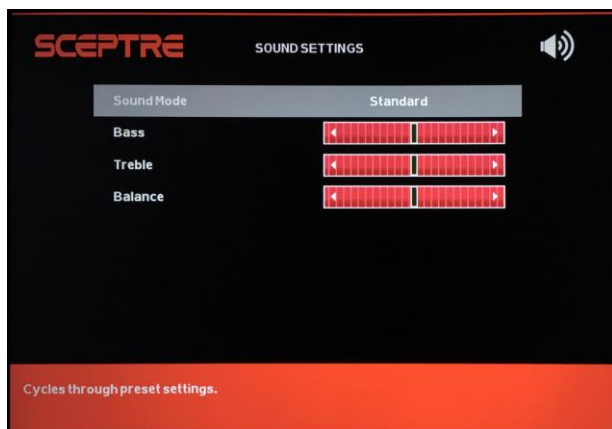 SCEPTRE SOUND SETTINGS
Sound Mode Standard
Bass
Treble
Balance
Cycles through preset settings.